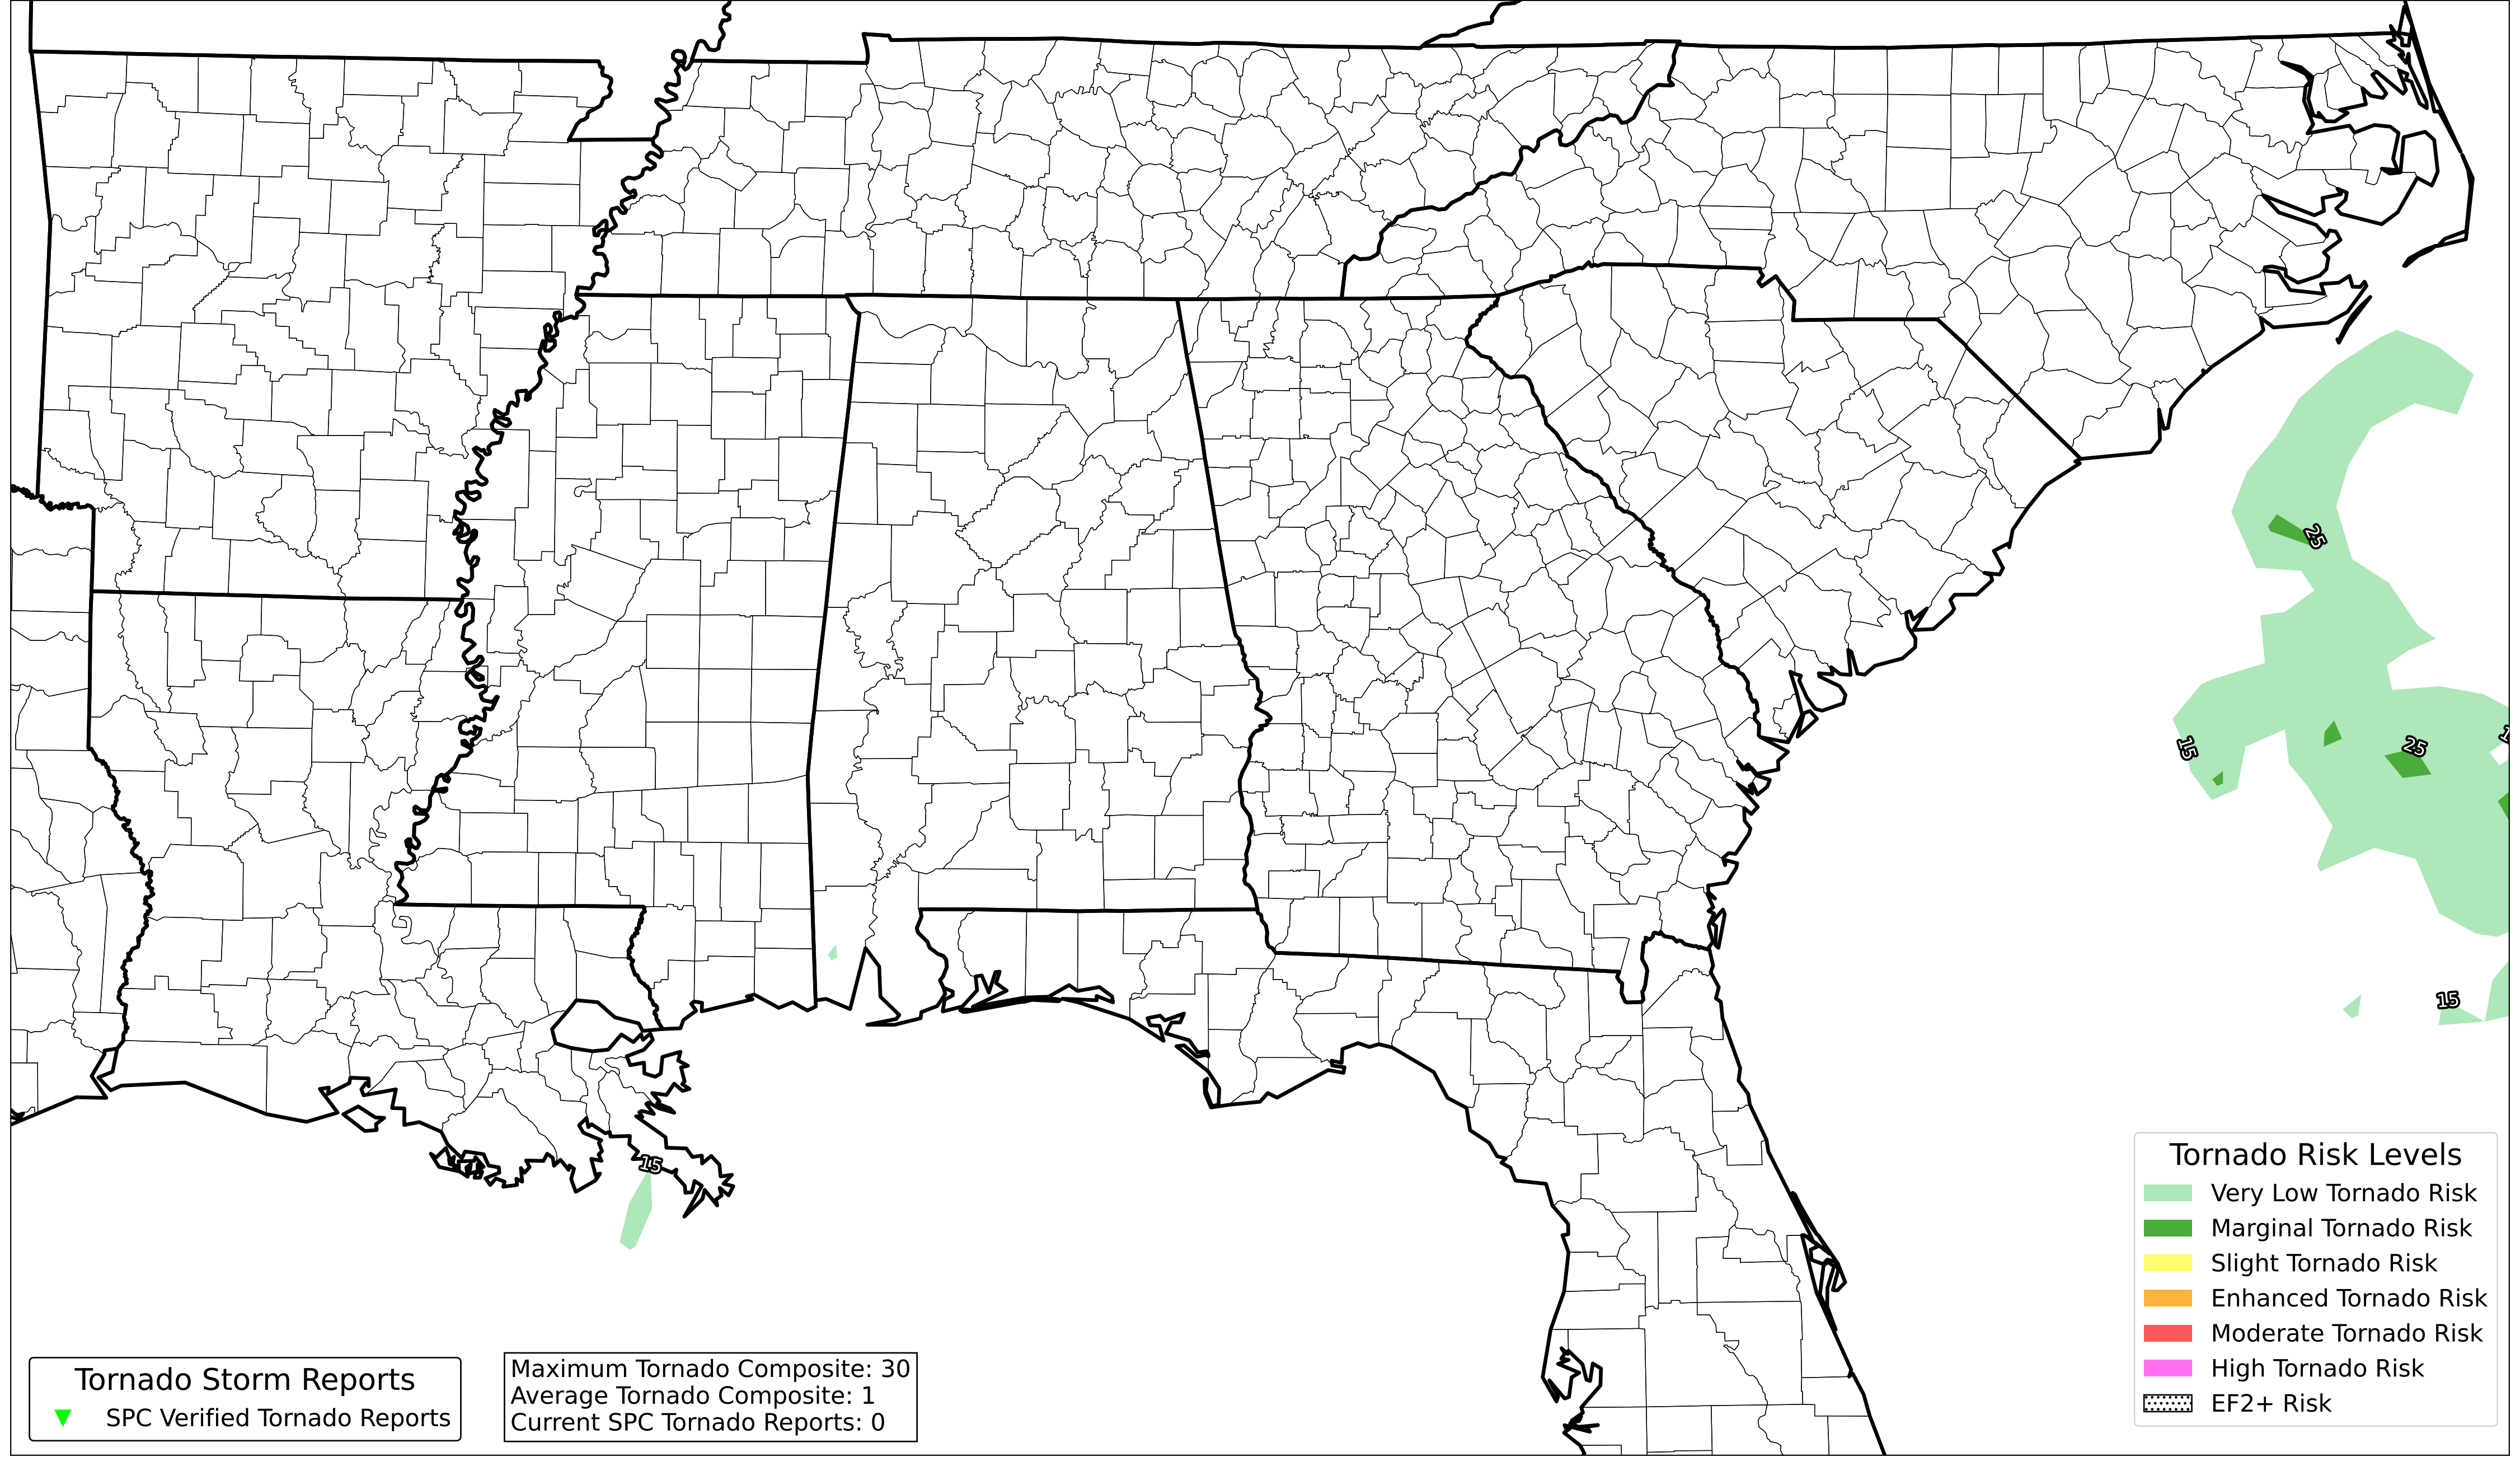 25
15
25
15
15
Tornado Risk Levels
Very Low Tornado Risk
Marginal Tornado Risk
Slight Tornado Risk
Enhanced Tornado Risk
Moderate Tornado Risk
High Tornado Risk
EF2+ Risk
Tornado Storm Reports
SPC Verified Tornado Reports
Maximum Tornado Composite: 30
Average Tornado Composite: 1
Current SPC Tornado Reports: 0